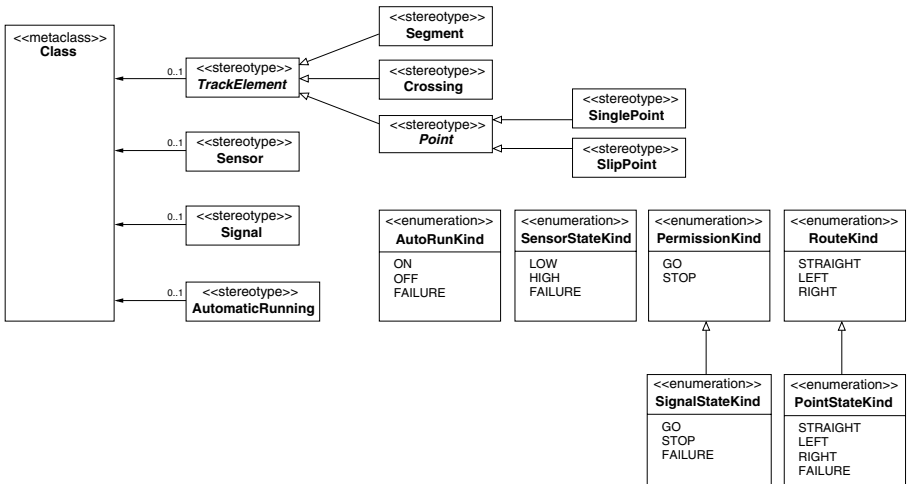 <<metaclass>>
Class
0..1
<<stereotype>>
TrackElement
<<stereotype>>
Segment
<<stereotype>>
Crossing
<<stereotype>>
Point
<<stereotype>>
SinglePoint
<<stereotype>>
SlipPoint
0..1
<<stereotype>>
Sensor
0..1
<<stereotype>>
Signal
0..1
<<stereotype>>
AutomaticRunning
<<enumeration>>
AutoRunKind
ON
OFF
FAILURE
<<enumeration>>
SensorStateKind
LOW
HIGH
FAILURE
<<enumeration>>
PermissionKind
GO
STOP
<<enumeration>>
RouteKind
STRAIGHT
LEFT
RIGHT
<<enumeration>>
SignalStateKind
GO
STOP
FAILURE
<<enumeration>>
PointStateKind
STRAIGHT
LEFT
RIGHT
FAILURE